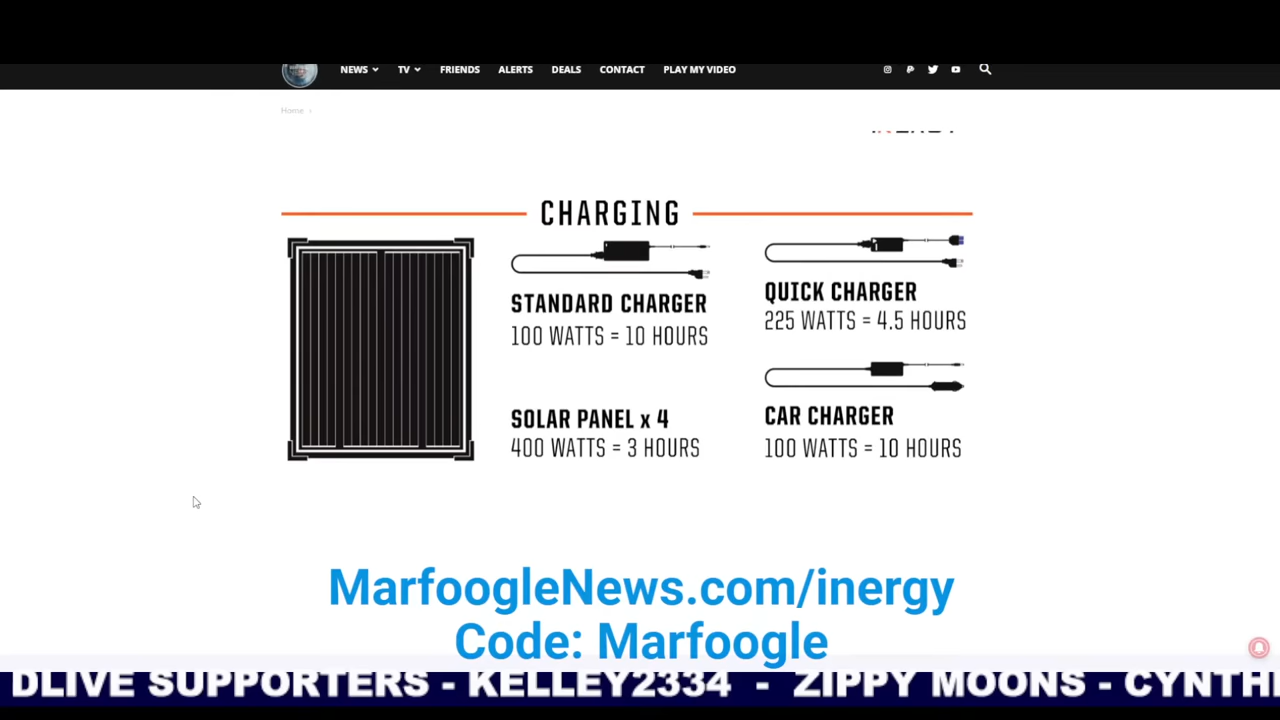 NEWS TV FRIENDS ALERTS DEALS CONTACT PLAY MY VIDEO
Home
CHARGING
STANDARD CHARGER
100 WATTS = 10 HOURS
QUICK CHARGER
225 WATTS = 4.5 HOURS
SOLAR PANEL x 4
400 WATTS = 3 HOURS
CAR CHARGER
100 WATTS = 10 HOURS
MarfoogleNews.com/inergy
Code: Marfoogle
DLIVE SUPPORTERS - KELLEY2334 - ZIPPY MOONS - CYNTHI